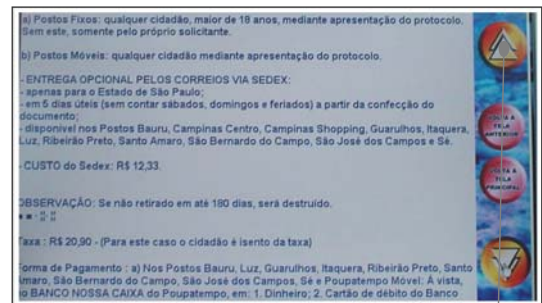 a) Postos Fixos: qualquer cidadão, maior de 18 anos, mediante apresentação do protocolo.
Sem este, somente pelo próprio solicitante.
b) Postos Móveis: qualquer cidadão mediante apresentação do protocolo.
- ENTREGA OPCIONAL PELOS CORREIOS VIA SEDEX:
- apenas para o Estado de São Paulo;
- em 5 dias úteis (sem contar sábados, domingos e feriados) a partir da confecção do
documento;
- disponível nos Postos Bauru, Campinas Centro, Campinas Shopping, Guarulhos, Itaquera,
Luz, Ribeirão Preto, Santo Amaro, São Bernardo do Campo, São José dos Campos e Sé.
- CUSTO do Sedex: R$ 12,33.
OBSERVAÇÃO: Se não retirado em até 180 dias, será destruído.
Taxa : R$ 20,90 - (Para este caso o cidadão é isento da taxa)
Forma de Pagamento : a) Nos Postos Bauru, Luz, Guarulhos, Itaquera, Ribeirão Preto, Santo
Amaro, São Bernardo do Campo, São José dos Campos, Sé e Poupatempo Móvel: À vista,
no BANCO NOSSA CAIXA do Poupatempo, em: 1. Dinheiro; 2. Cartão de débito do Banco
VOLTA À
TELA
ANTERIOR
VOLTA À
TELA
PRINCIPAL